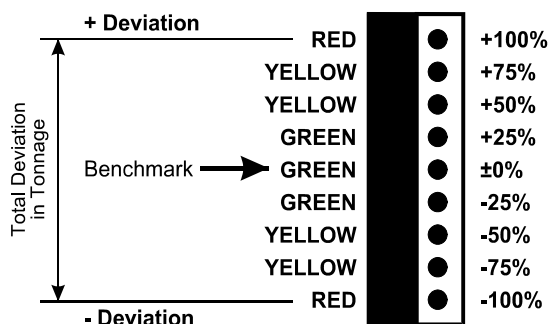 + Deviation
RED +100%
YELLOW +75%
YELLOW +50%
GREEN +25%
Benchmark GREEN ±0%
GREEN -25%
YELLOW -50%
YELLOW -75%
RED -100%
- Deviation
Total Deviation
in Tonnage